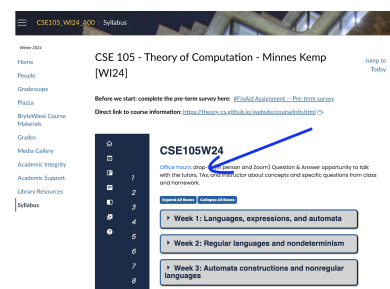 CSE105_WI24_A00 › Syllabus
Winter 2024
Home
People
Gradescope
Piazza
ByteWave Course
Materials
Grades
Media Gallery
Academic Integrity
Academic Support
Library Resources
Syllabus
CSE 105 - Theory of Computation - Minnes Kemp
[WI24]
Jump to
Today
Before we start: complete the pre-term survey here: #FinAid Assignment -- Pre-term survey
Direct link to course information: https://theory-cs.github.io/website/courseInfo.html
1
2
3
4
5
6
7
8
CSE105W24
Office hours: person and Zoom) Question & Answer opportunity to talk
with the tutors, TAs, and instructor about concepts and specific questions from class
and homework.
Expand All Boxes Collapse All Boxes
Week 1: Languages, expressions, and automata
Week 2: Regular languages and nondeterminism
Week 3: Automata constructions and nonregular
languages